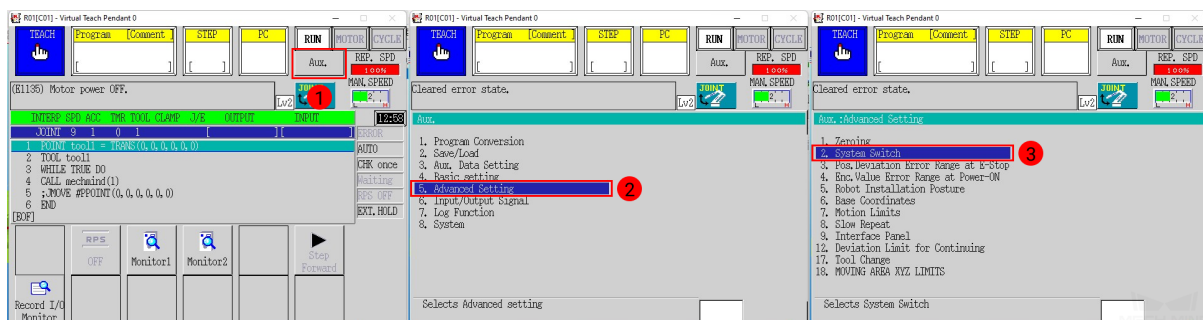 R01[C01] - Virtual Teach Pendant 0
TEACH
Program [Comment ]
STEP
PC
RUN
MOTOR
CYCLE
[ ]
[ ]
[ ]
Aux.
REP. SPD
100%
(E1135) Motor power OFF.
Lv2
JOINT
MAN. SPEED
2
H
1
INTERP SPD ACC TMR TOOL CLAMP J/E OUTPUT INPUT
12:58
JOINT 9 1 0 1 [ ][ ]
1 POINT tool1 = TRANS(0,0,0,0,0,0)
2 TOOL tool1
3 WHILE TRUE DO
4 CALL mechmind(1)
5 ;JMOVE #PPOINT(0,0,0,0,0,0)
6 END
[EOF]
ERROR
AUTO
CHK once
Waiting
RPS OFF
EXT. HOLD
RPS
OFF
Monitor1
Monitor2
Step
Forward
Record I/O
Monitor
R01[C01] - Virtual Teach Pendant 0
TEACH
Program [Comment ]
STEP
PC
RUN
MOTOR
CYCLE
[ ]
[ ]
[ ]
Aux.
REP. SPD
100%
Cleared error state.
Lv2
JOINT
MAN. SPEED
2
H
Aux.
1. Program Conversion
2. Save/Load
3. Aux. Data Setting
4. Basic setting
5. Advanced Setting
2
6. Input/Output Signal
7. Log Function
8. System
Selects Advanced setting
R01[C01] - Virtual Teach Pendant 0
TEACH
Program [Comment ]
STEP
PC
RUN
MOTOR
CYCLE
[ ]
[ ]
[ ]
Aux.
REP. SPD
100%
Cleared error state.
Lv2
JOINT
MAN. SPEED
2
H
Aux.:Advanced Setting
1. Zeroing
2. System Switch
3
3. Pos.Deviation Error Range at E-Stop
4. Enc.Value Error Range at Power-ON
5. Robot Installation Posture
6. Base Coordinates
7. Motion Limits
8. Slow Repeat
9. Interface Panel
12. Deviation Limit for Continuing
17. Tool Change
18. MOVING AREA XYZ LIMITS
Selects System Switch